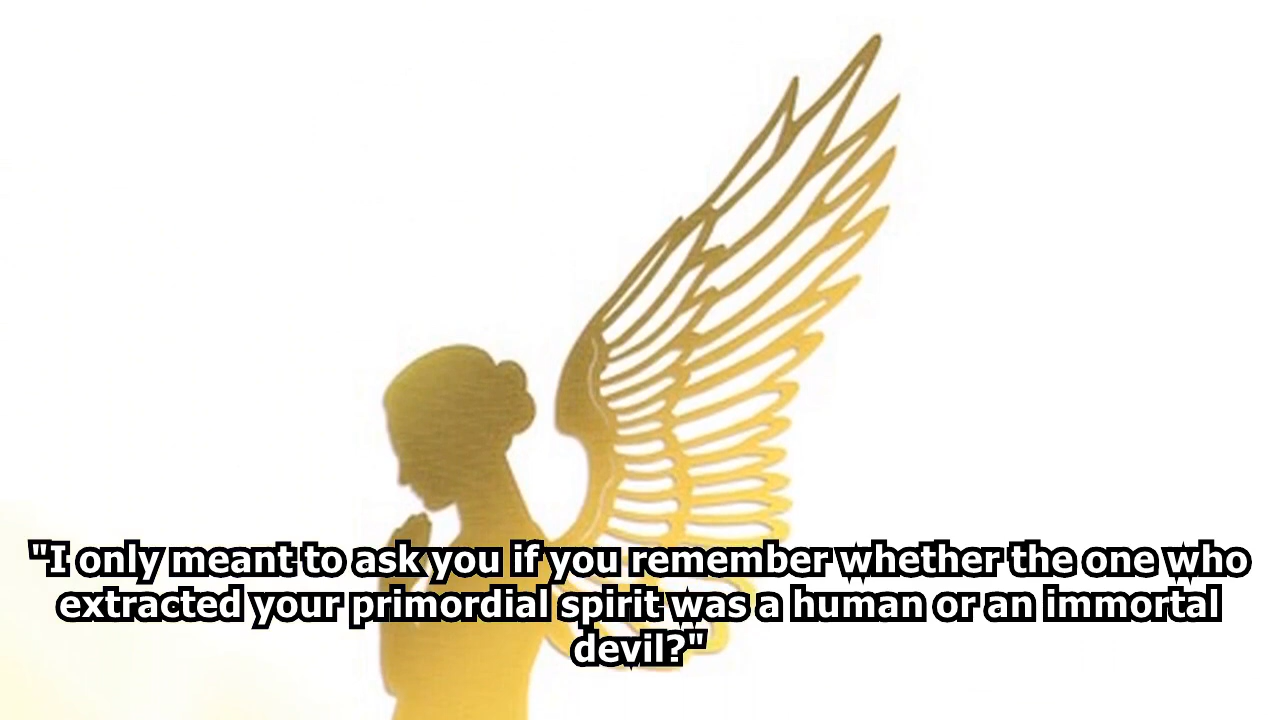 "I only meant to ask you if you remember whether the one who
extracted your primordial spirit was a human or an immortal
devil?"